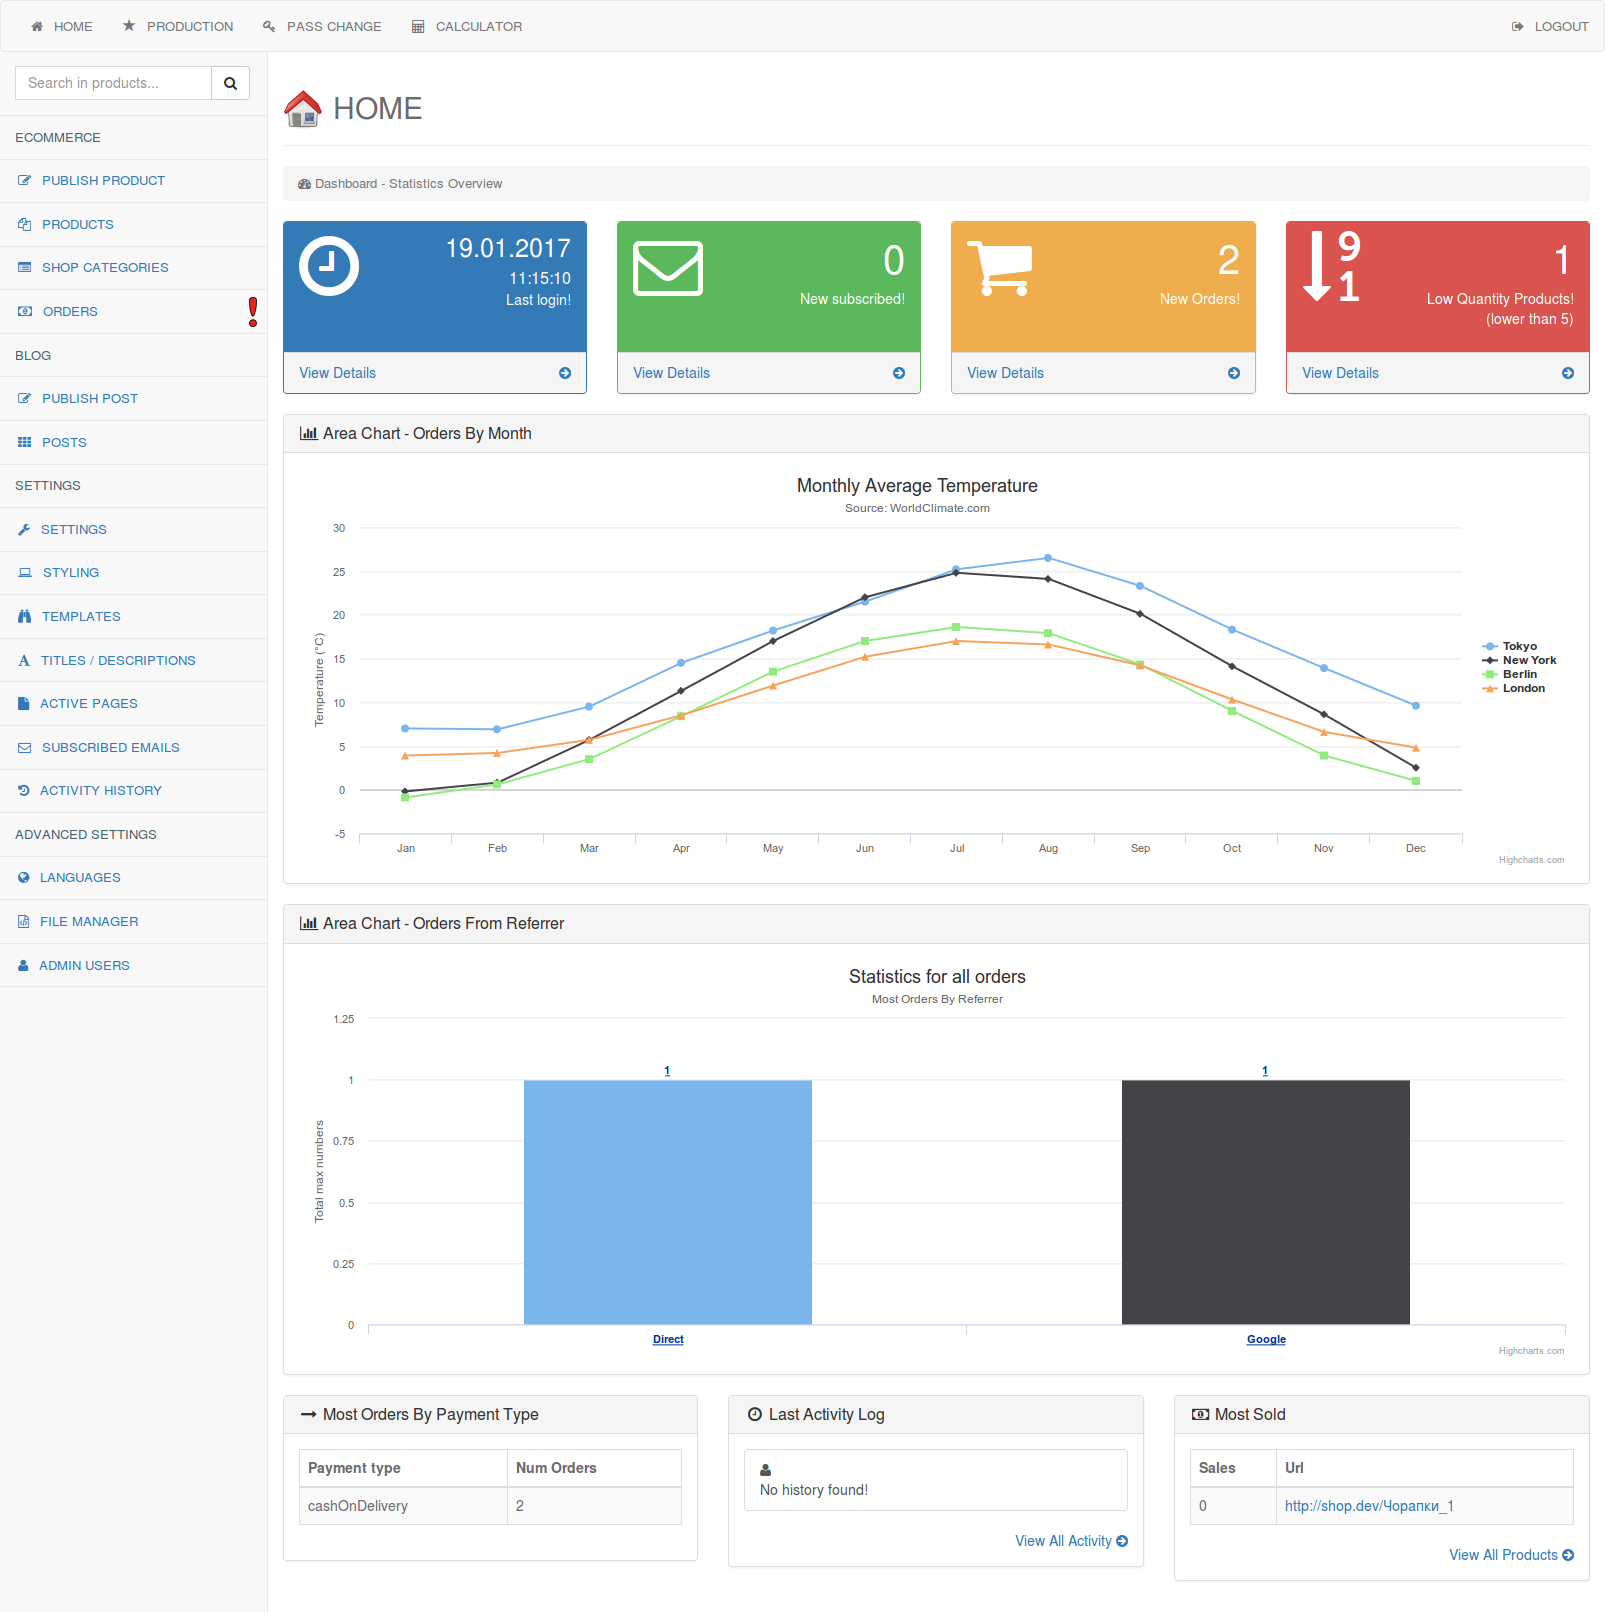 HOME
PRODUCTION
PASS CHANGE
CALCULATOR
LOGOUT
Search in products...
ECOMMERCE
PUBLISH PRODUCT
PRODUCTS
SHOP CATEGORIES
ORDERS
BLOG
PUBLISH POST
POSTS
SETTINGS
SETTINGS
STYLING
TEMPLATES
TITLES / DESCRIPTIONS
ACTIVE PAGES
SUBSCRIBED EMAILS
ACTIVITY HISTORY
ADVANCED SETTINGS
LANGUAGES
FILE MANAGER
ADMIN USERS
HOME
Dashboard - Statistics Overview
19.01.2017
11:15:10
Last login!
View Details
0
New subscribed!
View Details
2
New Orders!
View Details
9
1
1
Low Quantity Products!
(lower than 5)
View Details
Area Chart - Orders By Month
Monthly Average Temperature
Source: WorldClimate.com
Temperature (°C)
30
25
20
15
10
5
0
-5
Jan
Feb
Mar
Apr
May
Jun
Jul
Aug
Sep
Oct
Nov
Dec
Tokyo
New York
Berlin
London
Highcharts.com
Area Chart - Orders From Referrer
Statistics for all orders
Most Orders By Referrer
Total max numbers
1.25
1
0.75
0.5
0.25
0
1
1
Direct
Google
Highcharts.com
Most Orders By Payment Type
Payment type
Num Orders
cashOnDelivery
2
Last Activity Log
No history found!
View All Activity
Most Sold
Sales
Url
0
http://shop.dev/Чорапки_1
View All Products